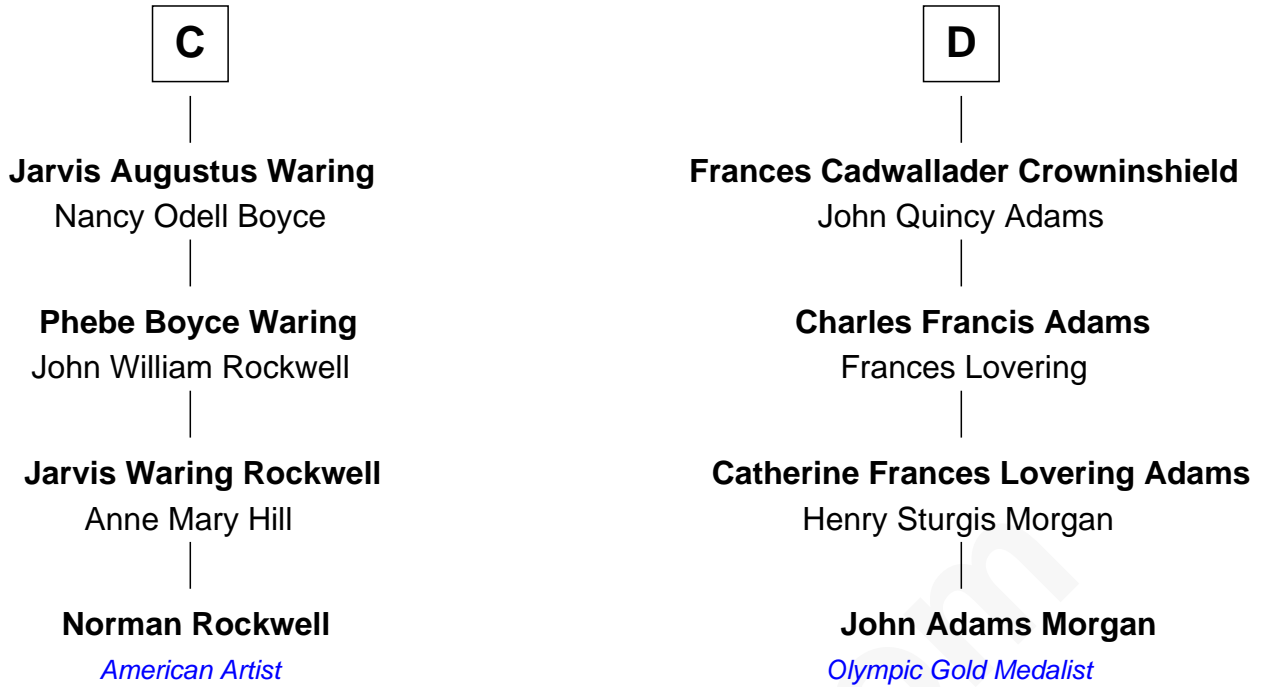 C
Jarvis Augustus Waring
Nancy Odell Boyce
Phebe Boyce Waring
John William Rockwell
Jarvis Waring Rockwell
Anne Mary Hill
Norman Rockwell
American Artist
D
Frances Cadwallader Crowninshield
John Quincy Adams
Charles Francis Adams
Frances Lovering
Catherine Frances Lovering Adams
Henry Sturgis Morgan
John Adams Morgan
Olympic Gold Medalist